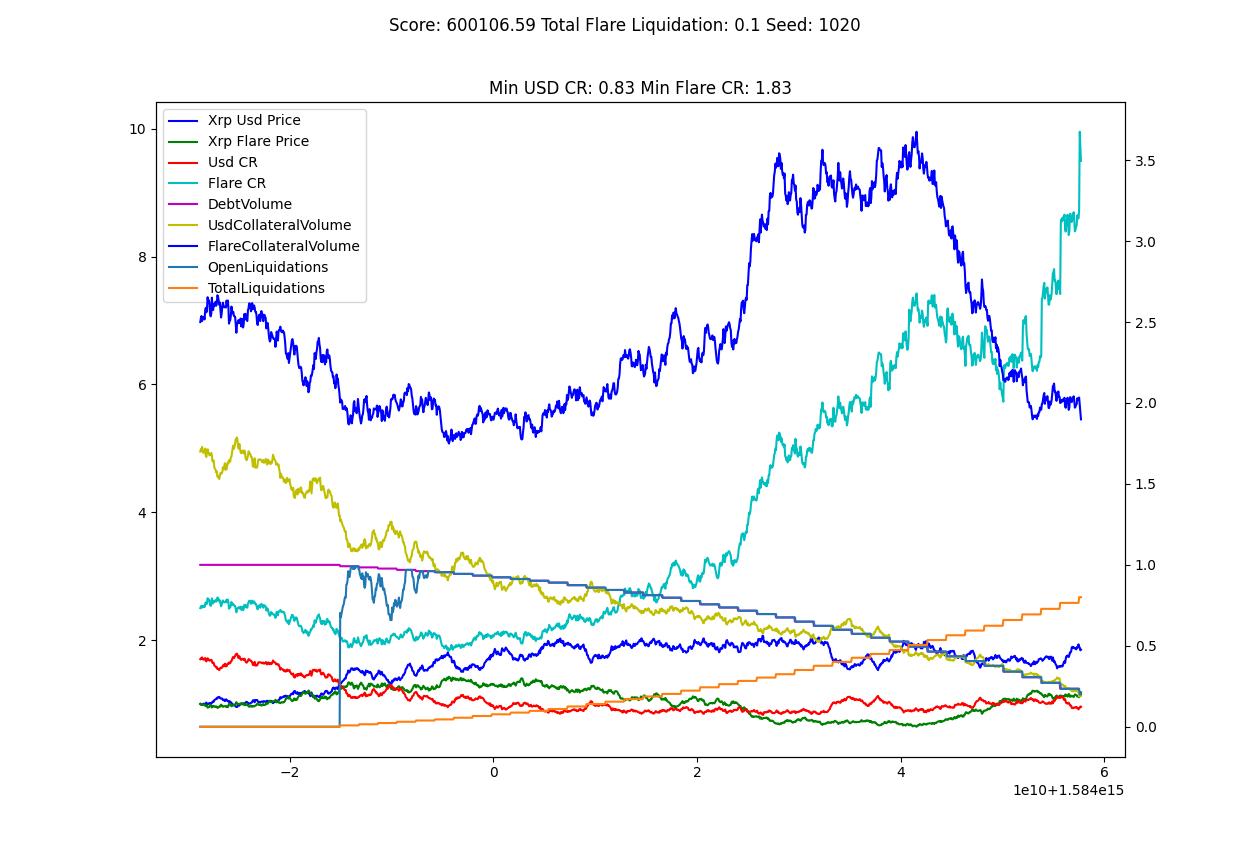 Score: 600106.59 Total Flare Liquidation: 0.1 Seed: 1020
Min USD CR: 0.83 Min Flare CR: 1.83
Xrp Usd Price
Xrp Flare Price
Usd CR
Flare CR
DebtVolume
UsdCollateralVolume
FlareCollateralVolume
OpenLiquidations
TotalLiquidations
10
8
6
4
2
3.5
3.0
2.5
2.0
1.5
1.0
0.5
0.0
−2 0 2 4 6
1e10+1.584e15